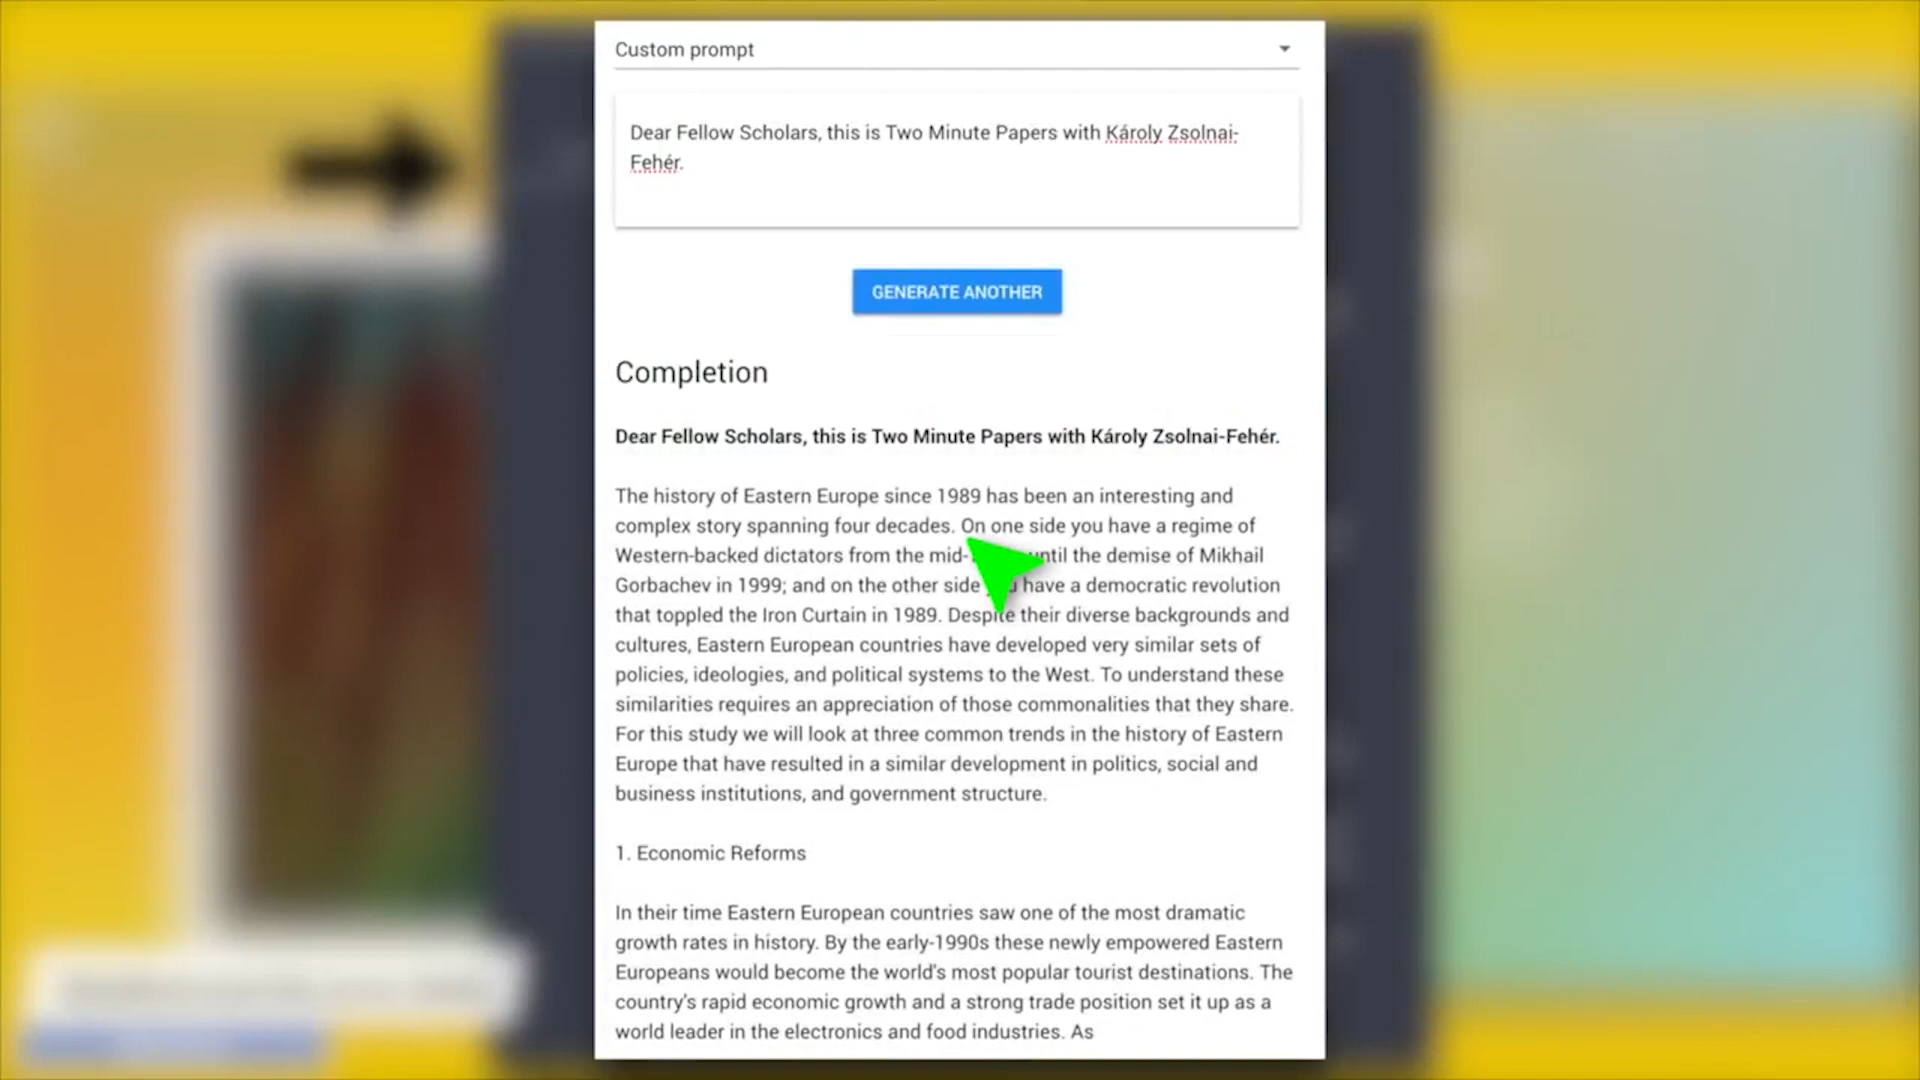 Custom prompt
Dear Fellow Scholars, this is Two Minute Papers with Károly Zsolnai-
Fehér.
GENERATE ANOTHER
Completion
Dear Fellow Scholars, this is Two Minute Papers with Károly Zsolnai-Fehér.
The history of Eastern Europe since 1989 has been an interesting and
complex story spanning four decades. On one side you have a regime of
Western-backed dictators from the mid- until the demise of Mikhail
Gorbachev in 1999; and on the other side you have a democratic revolution
that toppled the Iron Curtain in 1989. Despite their diverse backgrounds and
cultures, Eastern European countries have developed very similar sets of
policies, ideologies, and political systems to the West. To understand these
similarities requires an appreciation of those commonalities that they share.
For this study we will look at three common trends in the history of Eastern
Europe that have resulted in a similar development in politics, social and
business institutions, and government structure.
1. Economic Reforms
In their time Eastern European countries saw one of the most dramatic
growth rates in history. By the early-1990s these newly empowered Eastern
Europeans would become the world's most popular tourist destinations. The
country's rapid economic growth and a strong trade position set it up as a
world leader in the electronics and food industries. As